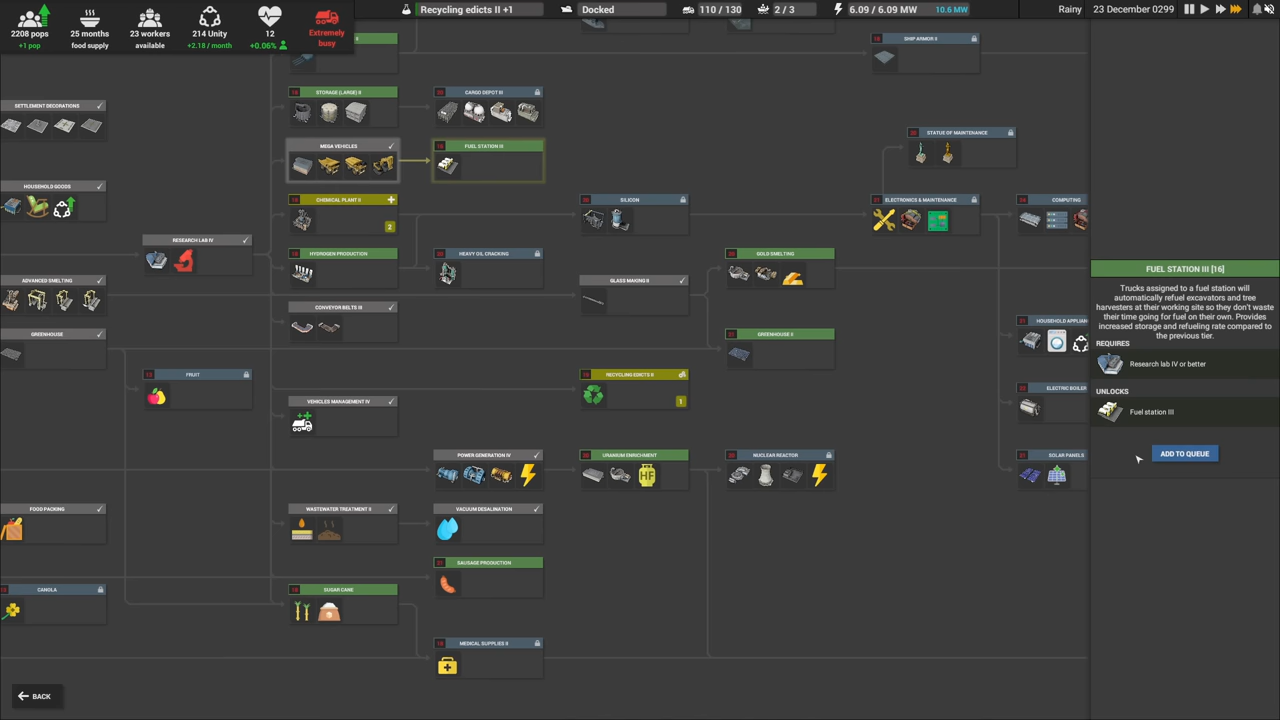 2208 pops
+1 pop
25 months
food supply
23 workers
available
214 Unity
+2.18 / month
12
+0.06%
Extremely
busy
Recycling edicts II +1
Docked
110 / 130
2 / 3
6.09 / 6.09 MW
10.6 MW
Rainy
23 December 0299
SHIP ARMOR II
SETTLEMENT DECORATIONS
STORAGE (LARGE) II
CARGO DEPOT III
STATUE OF MAINTENANCE
MEGA VEHICLES
FUEL STATION III
HOUSEHOLD GOODS
CHEMICAL PLANT II
2
SILICON
ELECTRONICS & MAINTENANCE
COMPUTING
RESEARCH LAB IV
HYDROGEN PRODUCTION
HEAVY OIL CRACKING
GOLD SMELTING
ADVANCED SMELTING
GLASS MAKING II
CONVEYOR BELTS III
HOUSEHOLD APPLIAN
GREENHOUSE
GREENHOUSE II
FRUIT
RECYCLING EDICTS II
1
ELECTRIC BOILER
VEHICLES MANAGEMENT IV
POWER GENERATION IV
URANIUM ENRICHMENT
HF
NUCLEAR REACTOR
SOLAR PANELS
FOOD PACKING
WASTEWATER TREATMENT II
VACUUM DESALINATION
SAUSAGE PRODUCTION
CANOLA
SUGAR CANE
MEDICAL SUPPLIES II
BACK
FUEL STATION III [16]
Trucks assigned to a fuel station will
automatically refuel excavators and tree
harvesters at their working site so they don't waste
their time going for fuel on their own. Provides
increased storage and refueling rate compared to
the previous tier.
REQUIRES
Research lab IV or better
UNLOCKS
Fuel station III
ADD TO QUEUE